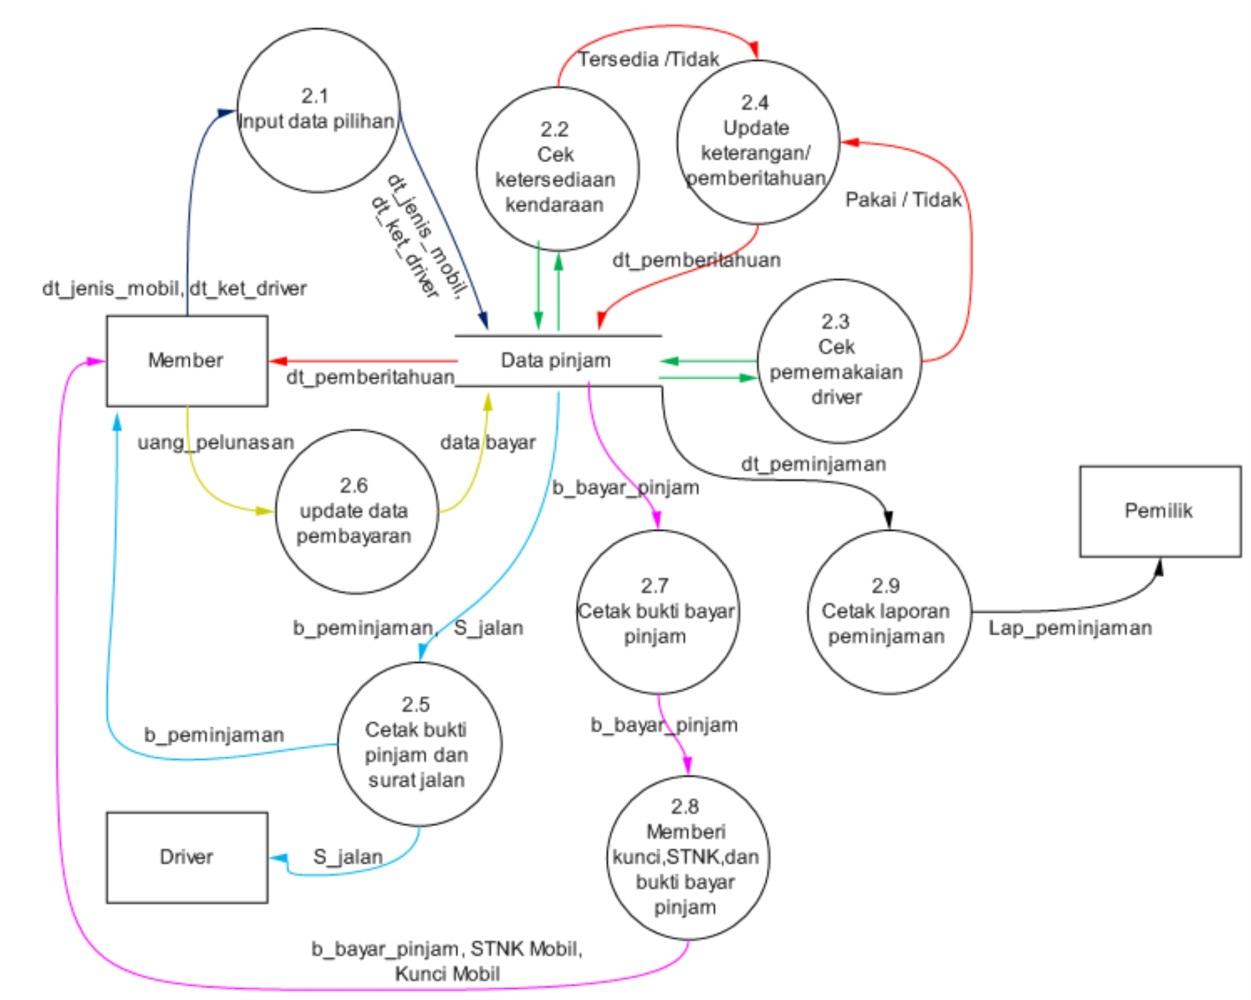 2.1
Input data pilihan
Tersedia /Tidak
2.2
Cek
ketersediaan
kendaraan
2.4
Update
keterangan/
pemberitahuan
Pakai / Tidak
dt_jenis_mobil,
dt_ket_driver
dt_pemberitahuan
dt_jenis_mobil, dt_ket_driver
2.3
Cek
pememakaian
driver
Member
Data pinjam
dt_pemberitahuan
uang_pelunasan
data bayar
dt_peminjaman
2.6
update data
pembayaran
b_bayar_pinjam
Pemilik
2.7
Cetak bukti bayar
pinjam
2.9
Cetak laporan
peminjaman
Lap_peminjaman
b_peminjaman, S_jalan
2.5
Cetak bukti
pinjam dan
surat jalan
b_peminjaman
b_bayar_pinjam
2.8
Memberi
kunci,STNK,dan
bukti bayar
pinjam
Driver
S_jalan
b_bayar_pinjam, STNK Mobil,
Kunci Mobil